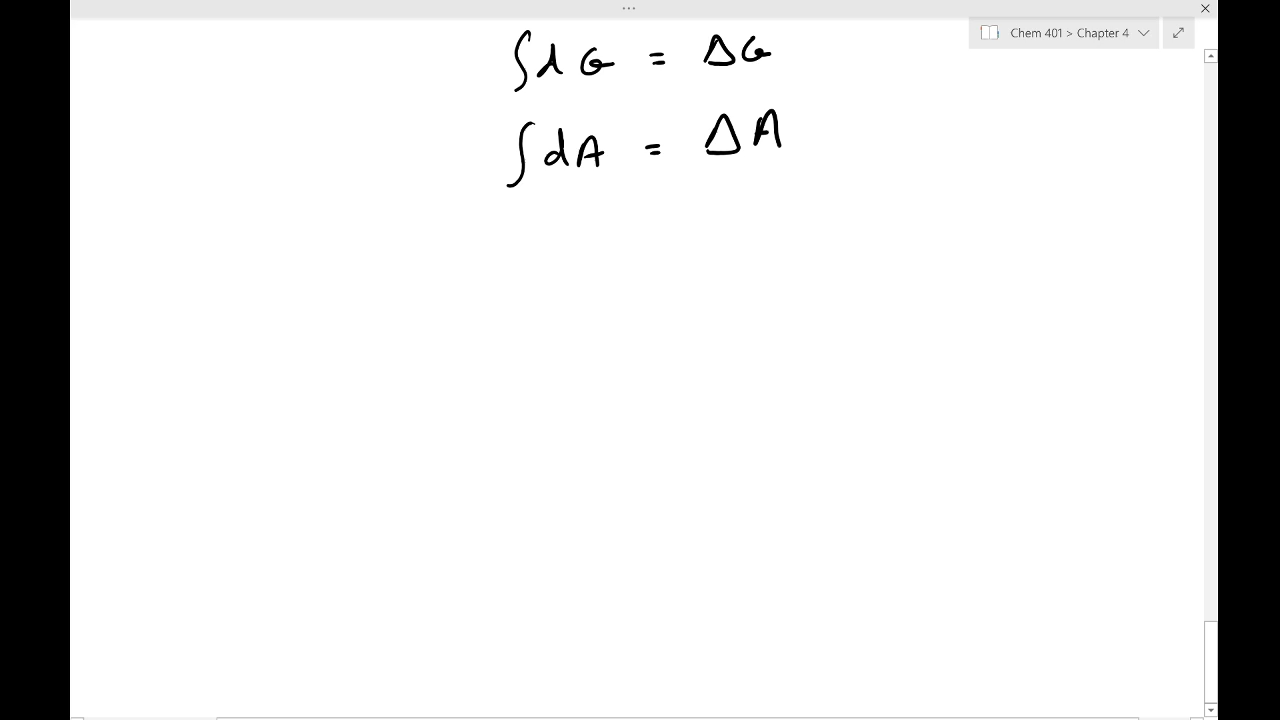 Chem 401 > Chapter 4
∫dG = ΔG
∫dA = ΔA